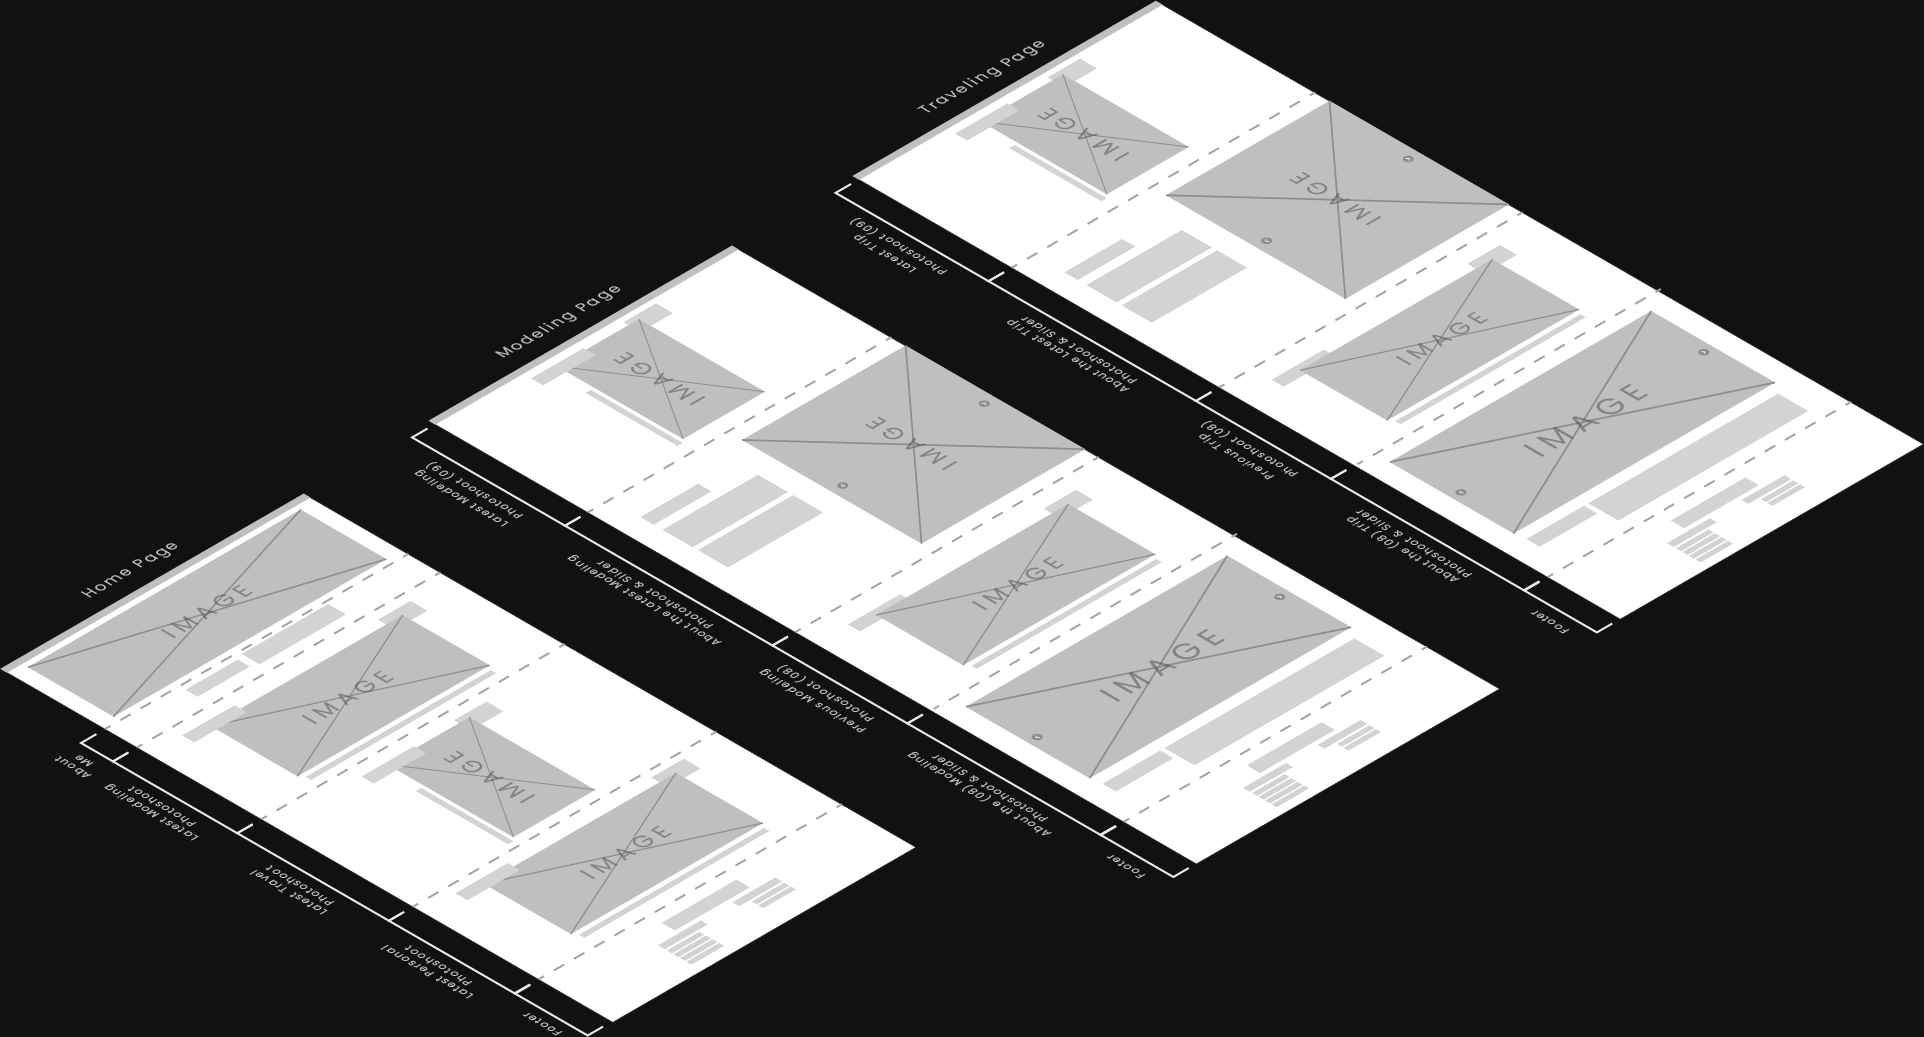 Home Page
IMAGE
IMAGE
IMAGE
IMAGE
About
Me
Latest Modeling
Photoshoot
Latest Travel
Photoshoot
Latest Personal
Photoshoot
Footer
Modeling Page
IMAGE
IMAGE
IMAGE
IMAGE
Latest Modeling
Photoshoot (09)
About the Latest Modeling
Photoshoot & Slider
Previous Modeling
Photoshoot (08)
About the (08) Modeling
Photoshoot & Slider
Footer
Traveling Page
IMAGE
IMAGE
IMAGE
IMAGE
Latest Trip
Photoshoot (09)
About the Latest Trip
Photoshoot & Slider
Previous Trip
Photoshoot (08)
About the (08) Trip
Photoshoot & Slider
Footer